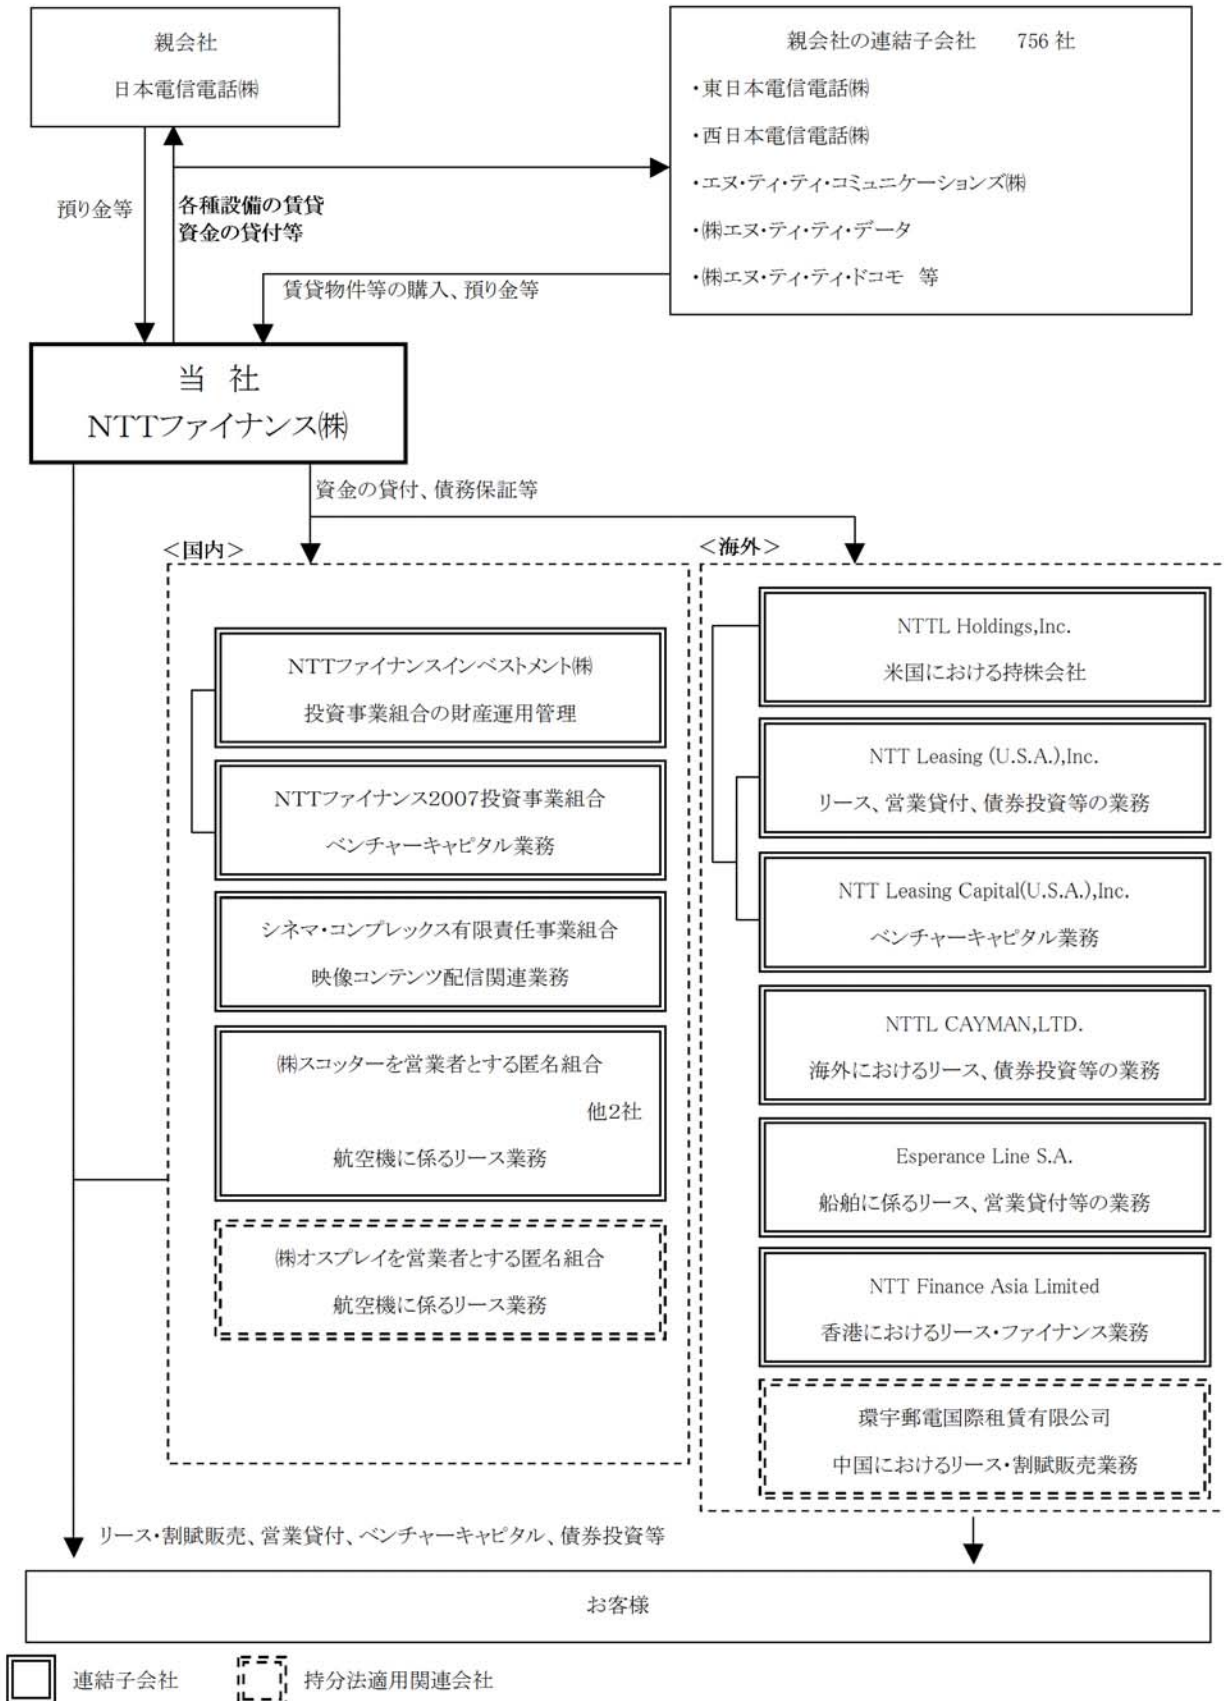 親会社
日本電信電話㈱
親会社の連結子会社　　756 社
・東日本電信電話㈱
・西日本電信電話㈱
・エヌ・ティ・ティ・コミュニケーションズ㈱
・㈱エヌ・ティ・ティ・データ
・㈱エヌ・ティ・ティ・ドコモ　等
預り金等
各種設備の賃貸
資金の貸付等
賃貸物件等の購入、預り金等
当　社
NTTファイナンス㈱
資金の貸付、債務保証等
＜国内＞
NTTファイナンスインベストメント㈱
投資事業組合の財産運用管理
NTTファイナンス2007投資事業組合
ベンチャーキャピタル業務
シネマ・コンプレックス有限責任事業組合
映像コンテンツ配信関連業務
㈱スコッターを営業者とする匿名組合
他2社
航空機に係るリース業務
㈱オスプレイを営業者とする匿名組合
航空機に係るリース業務
＜海外＞
NTTL Holdings,Inc.
米国における持株会社
NTT Leasing (U.S.A.),Inc.
リース、営業貸付、債券投資等の業務
NTT Leasing Capital(U.S.A.),Inc.
ベンチャーキャピタル業務
NTTL CAYMAN,LTD.
海外におけるリース、債券投資等の業務
Esperance Line S.A.
船舶に係るリース、営業貸付等の業務
NTT Finance Asia Limited
香港におけるリース・ファイナンス業務
環宇郵電国際租賃有限公司
中国におけるリース・割賦販売業務
リース・割賦販売、営業貸付、ベンチャーキャピタル、債券投資等
お客様
連結子会社
持分法適用関連会社